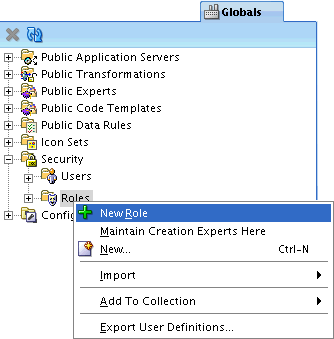 Globals
Public Application Servers
Public Transformations
Public Experts
Public Code Templates
Public Data Rules
Icon Sets
Security
Users
Roles
Config
New Role
Maintain Creation Experts Here
New... Ctrl-N
Import
Add To Collection
Export User Definitions...